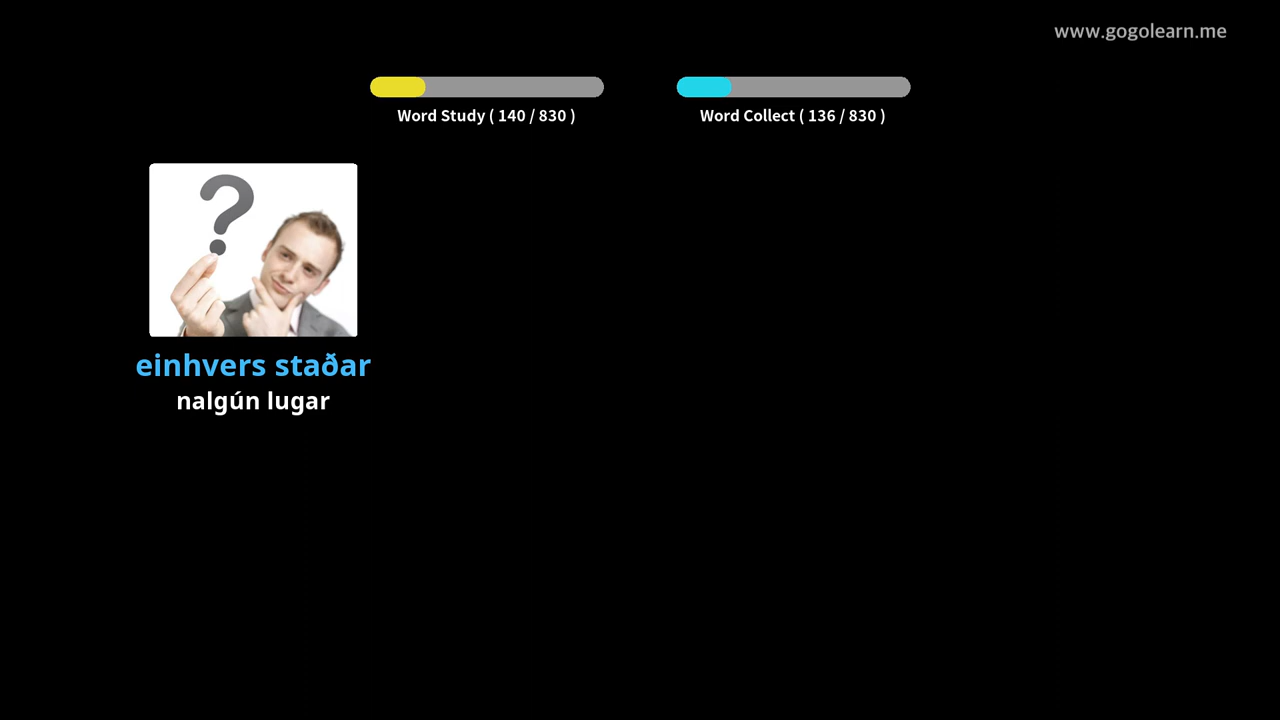 www.gogolearn.me
Word Study ( 140 / 830 )
Word Collect ( 136 / 830 )
?
einhvers staðar
nalgún lugar